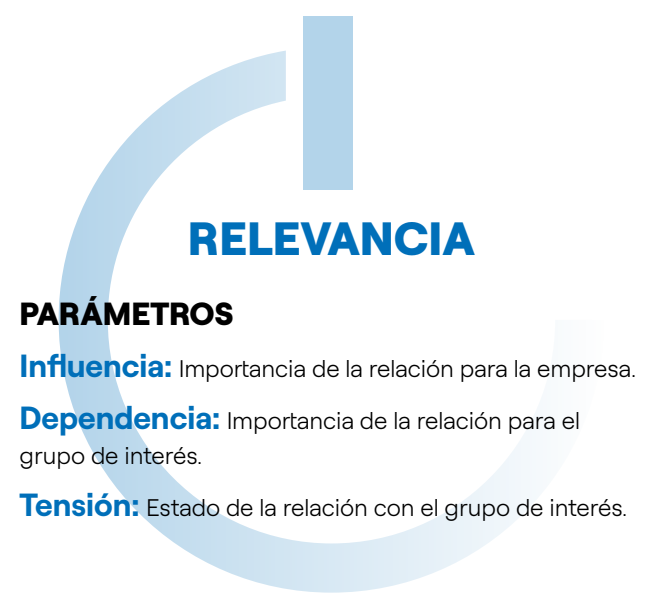 RELEVANCIA
PARÁMETROS
Influencia: Importancia de la relación para la empresa.
Dependencia: Importancia de la relación para el
grupo de interés.
Tensión: Estado de la relación con el grupo de interés.